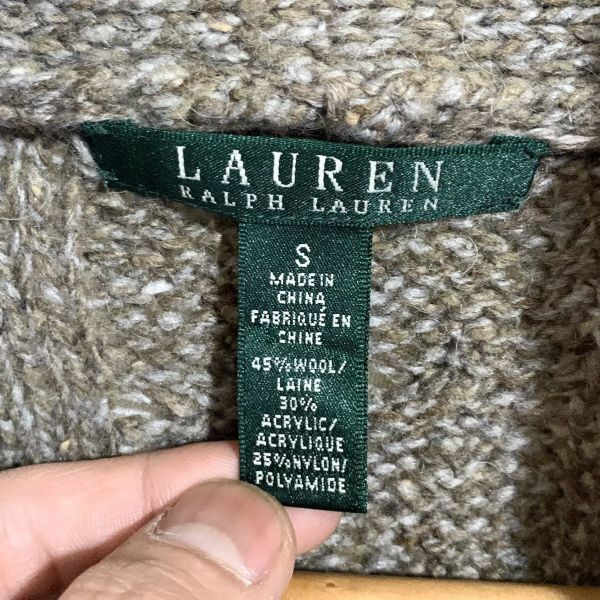 LAUREN
RALPH LAUREN
S
MADE IN
CHINA
FABRIQUÉ EN
CHINE
45% WOOL/
LAINE
30%
ACRYLIC/
ACRYLIQUE
25% NYLON/
POLYAMIDE